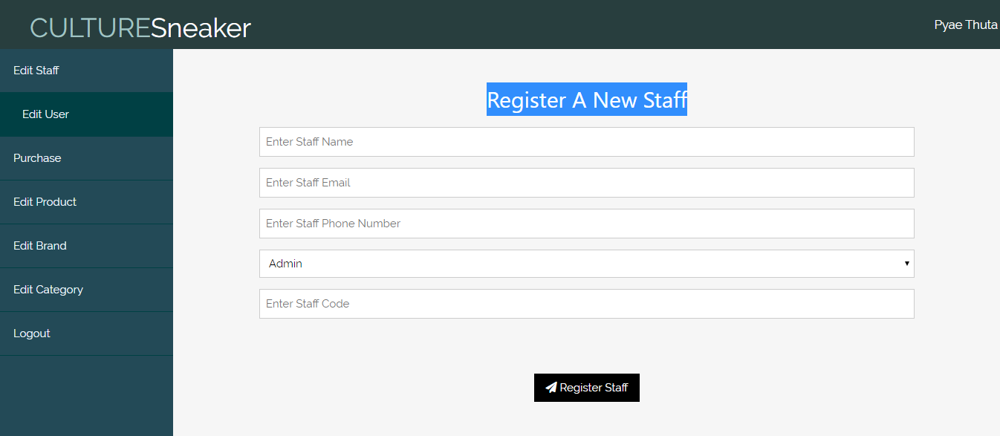 CULTURESneaker
Pyae Thuta
Edit Staff
Edit User
Purchase
Edit Product
Edit Brand
Edit Category
Logout
Register A New Staff
Enter Staff Name
Enter Staff Email
Enter Staff Phone Number
Admin
Enter Staff Code
Register Staff